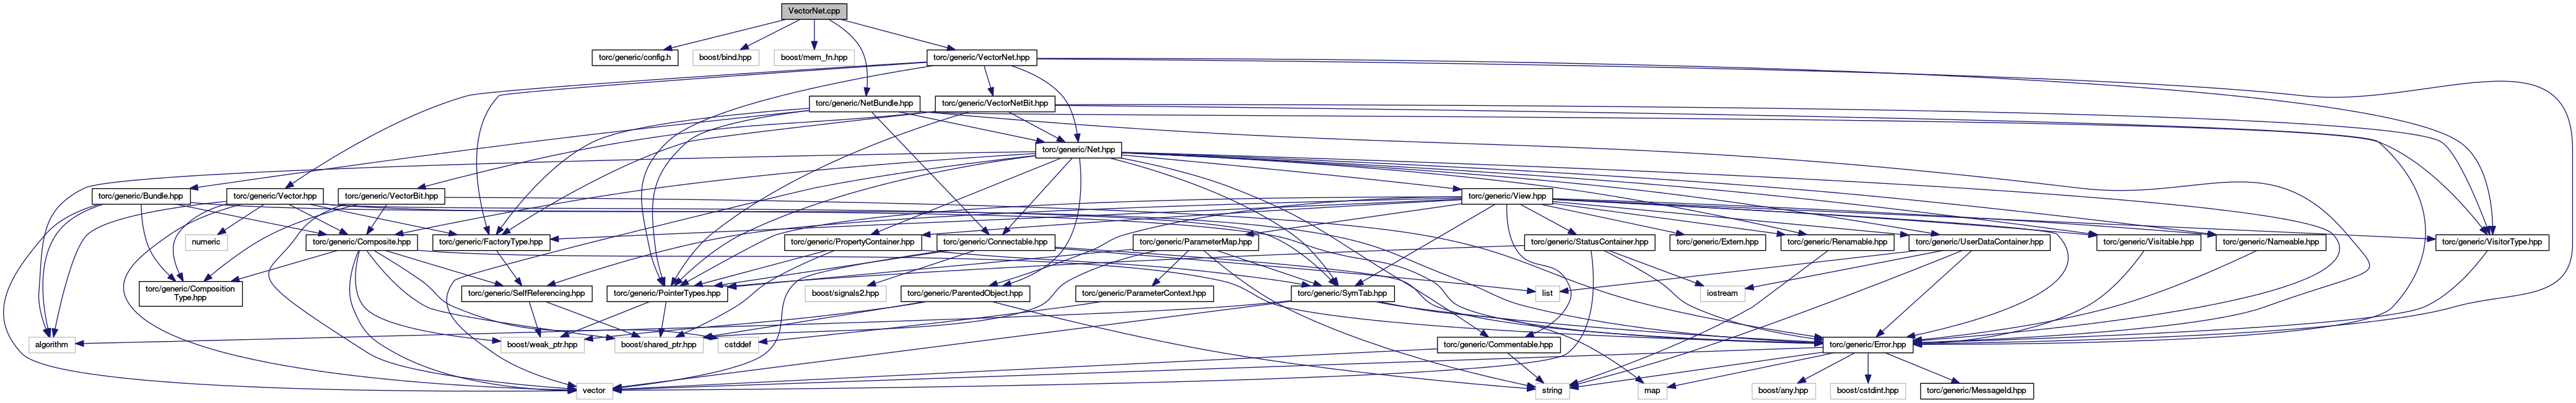 VectorNet.cpp
torc/generic/config.h
boost/bind.hpp
boost/mem_fn.hpp
torc/generic/VectorNet.hpp
torc/generic/NetBundle.hpp
torc/generic/VectorNetBit.hpp
torc/generic/Net.hpp
torc/generic/Bundle.hpp
torc/generic/Vector.hpp
torc/generic/VectorBit.hpp
torc/generic/View.hpp
numeric
torc/generic/Composite.hpp
torc/generic/FactoryType.hpp
torc/generic/PropertyContainer.hpp
torc/generic/Connectable.hpp
torc/generic/ParameterMap.hpp
torc/generic/StatusContainer.hpp
torc/generic/Extern.hpp
torc/generic/Renamable.hpp
torc/generic/UserDataContainer.hpp
torc/generic/Visitable.hpp
torc/generic/Nameable.hpp
torc/generic/VisitorType.hpp
torc/generic/Composition
Type.hpp
torc/generic/SelfReferencing.hpp
torc/generic/PointerTypes.hpp
boost/signals2.hpp
torc/generic/ParentedObject.hpp
torc/generic/ParameterContext.hpp
torc/generic/SymTab.hpp
list
iostream
algorithm
boost/weak_ptr.hpp
boost/shared_ptr.hpp
cstddef
torc/generic/Commentable.hpp
torc/generic/Error.hpp
vector
string
map
boost/any.hpp
boost/cstdint.hpp
torc/generic/MessageId.hpp